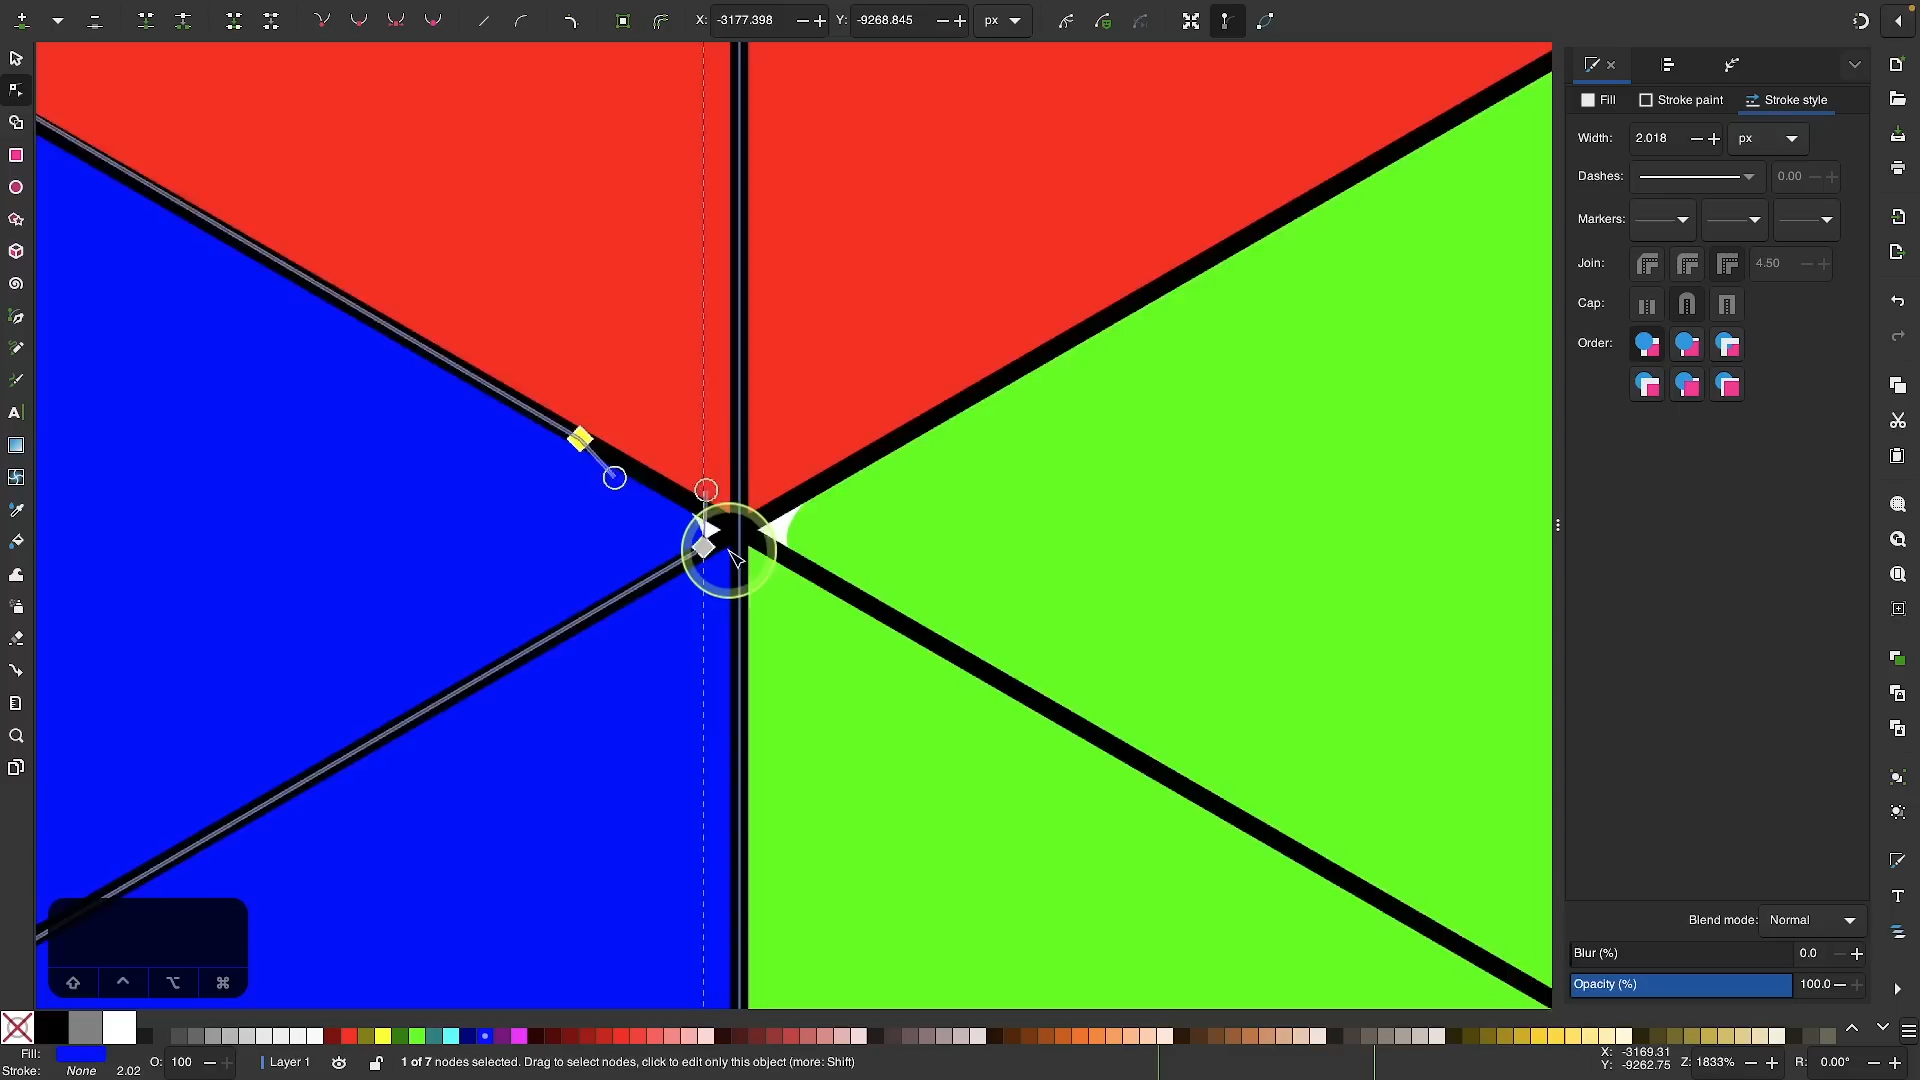 X: -3177.398 Y: -9268.845 px
Fill Stroke paint Stroke style
Width: 2.018 px
Dashes: 0.00
Markers:
Join: 4.50
Cap:
Order:
Blend mode: Normal
Blur (%) 0.0
Opacity (%) 100.0
Fill:
Stroke: None 2.02
O: 100
Layer 1
1 of 7 nodes selected. Drag to select nodes, click to edit only this object (more: Shift)
X: -3169.31
Y: -9262.75
Z: 1833%
R: 0.00°